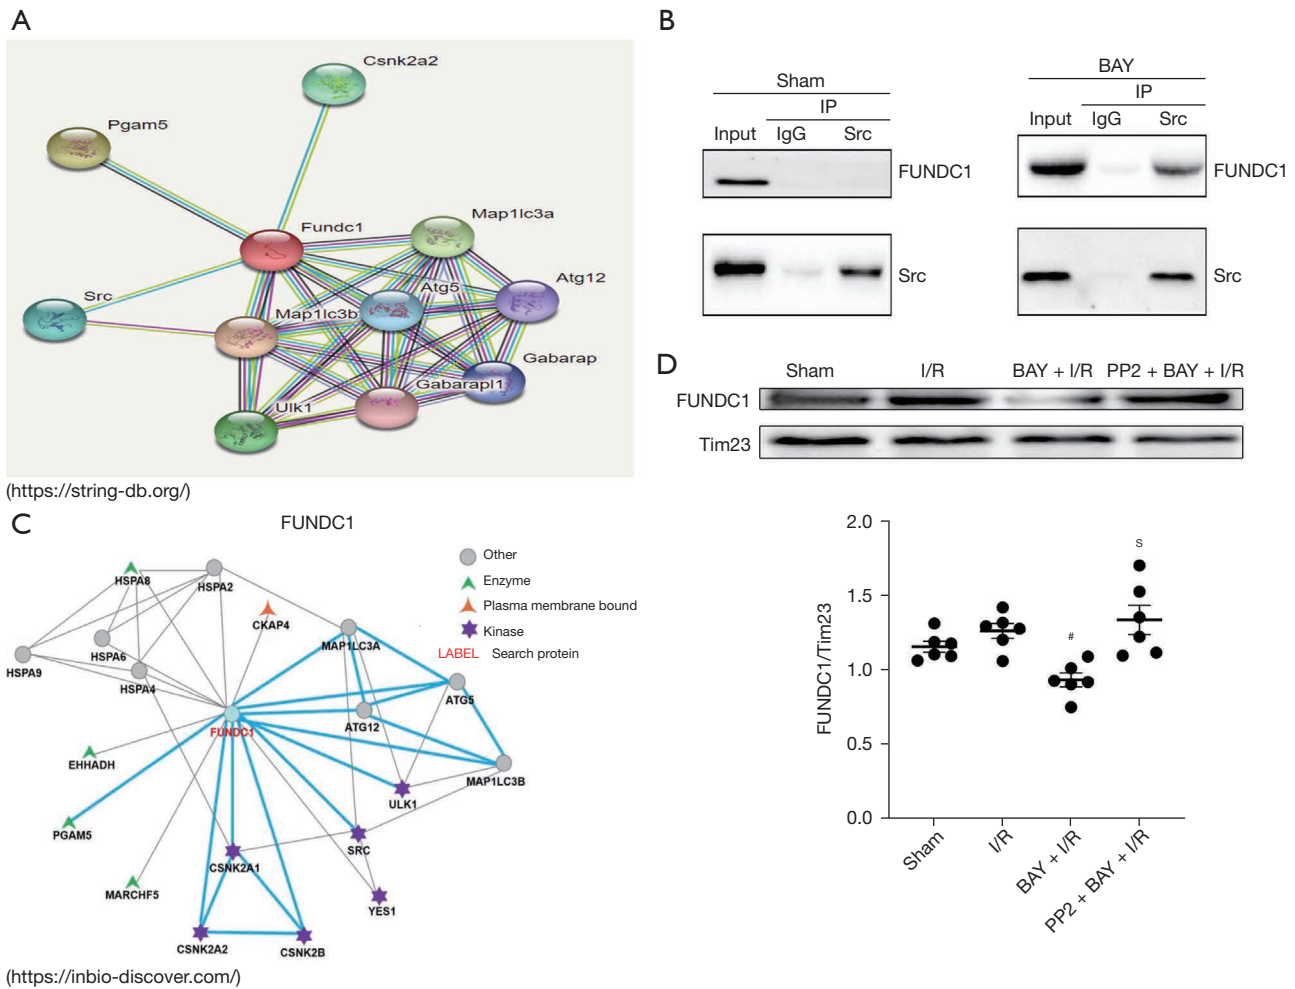 A
Csnk2a2
Pgam5
Map1lc3a
Fundc1
Atg12
Src
Atg5
Map1lc3b
Gabarap
Gabarapl1
Ulk1
(https://string-db.org/)
B
Sham
IP
Input IgG Src
FUNDC1
Src
BAY
IP
Input IgG Src
FUNDC1
Src
C
FUNDC1
Other
Enzyme
Plasma membrane bound
Kinase
LABEL Search protein
HSPA8
HSPA2
CKAP4
MAP1LC3A
HSPA6
HSPA9
HSPA4
ATG5
ATG12
FUNDC1
EHHADH
MAP1LC3B
ULK1
PGAM5
SRC
CSNK2A1
MARCHF5
YES1
CSNK2A2
CSNK2B
(https://inbio-discover.com/)
D
Sham I/R BAY + I/R PP2 + BAY + I/R
FUNDC1
Tim23
FUNDC1/Tim23
2.0
1.5
1.0
0.5
0.0
#
S
Sham
I/R
BAY + I/R
PP2 + BAY + I/R